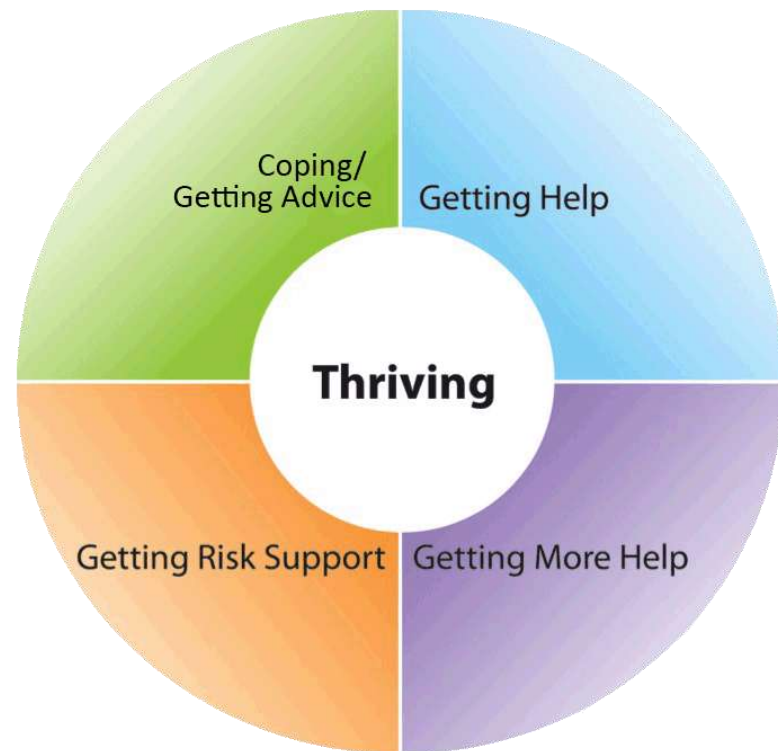 Coping/
Getting Advice
Getting Help
Thriving
Getting Risk Support
Getting More Help